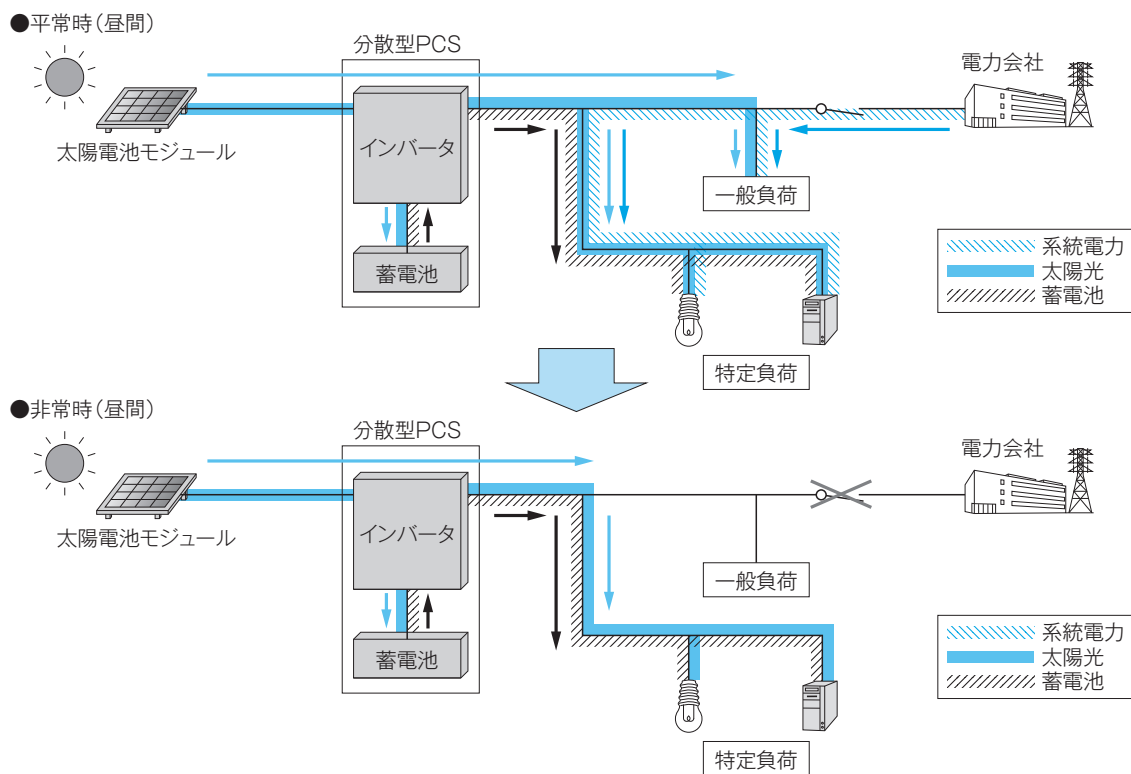 ●平常時(昼間)
分散型PCS
電力会社
太陽電池モジュール
インバータ
一般負荷
蓄電池
系統電力
太陽光
蓄電池
特定負荷
●非常時(昼間)
分散型PCS
電力会社
太陽電池モジュール
インバータ
一般負荷
蓄電池
系統電力
太陽光
蓄電池
特定負荷